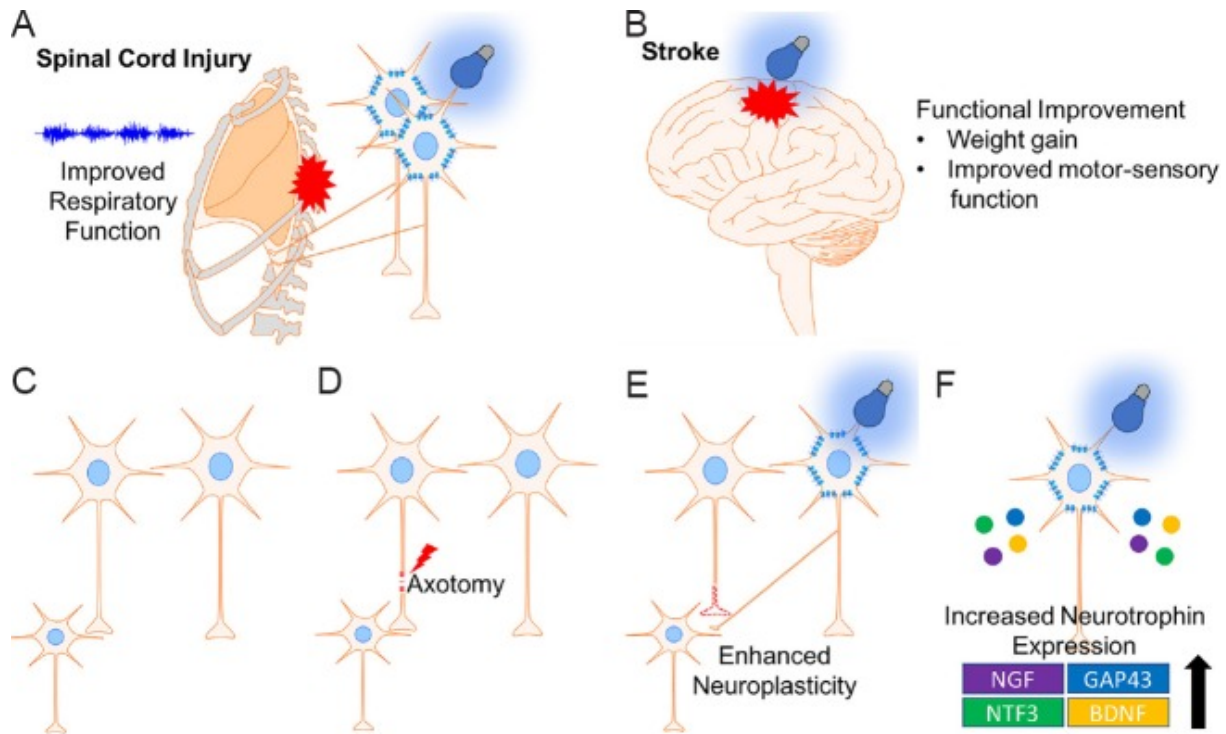 A
Spinal Cord Injury
Improved
Respiratory
Function
B
Stroke
Functional Improvement
• Weight gain
• Improved motor-sensory
function
C
D
Axotomy
E
Enhanced
Neuroplasticity
F
Increased Neurotrophin
Expression
NGF GAP43
NTF3 BDNF